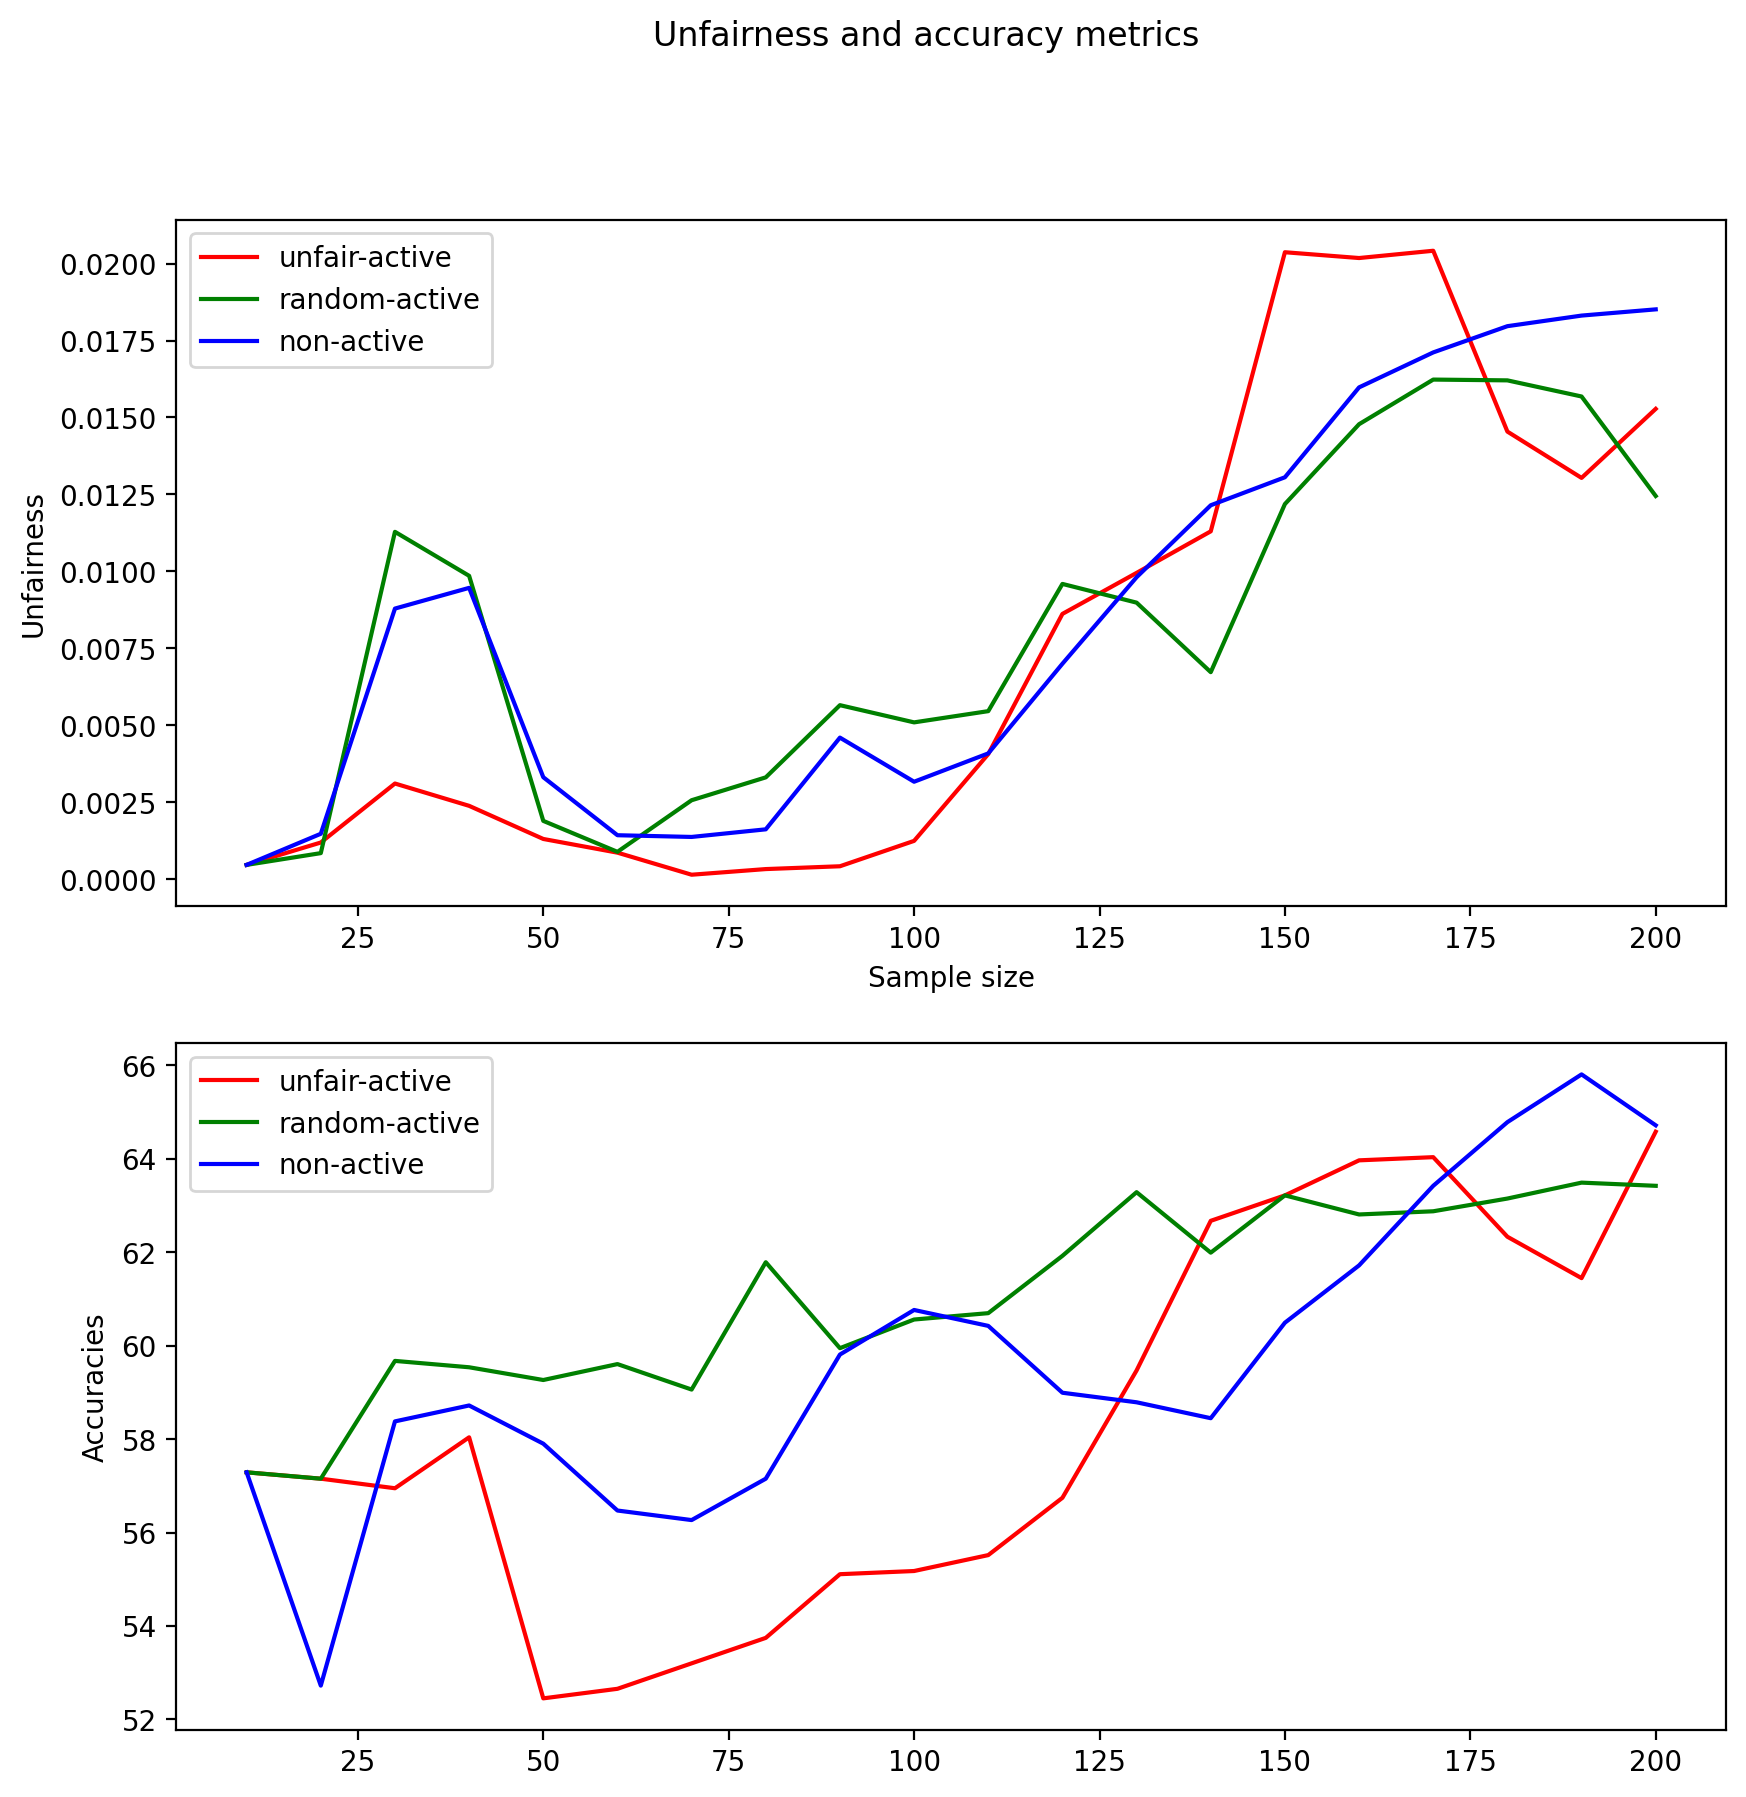 Unfairness and accuracy metrics
unfair-active
random-active
non-active
0.0200
0.0175
0.0150
0.0125
0.0100
0.0075
0.0050
0.0025
0.0000
Unfairness
25 50 75 100 125 150 175 200
Sample size
unfair-active
random-active
non-active
66
64
62
60
58
56
54
52
Accuracies
25 50 75 100 125 150 175 200